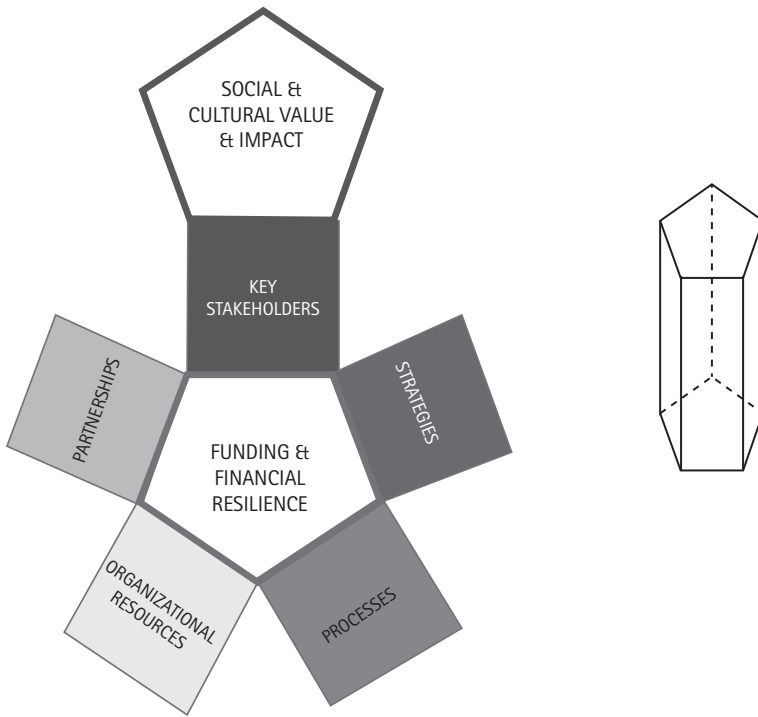 SOCIAL &
CULTURAL VALUE
& IMPACT
KEY
STAKEHOLDERS
PARTNERSHIPS
STRATEGIES
FUNDING &
FINANCIAL
RESILIENCE
ORGANIZATIONAL
RESOURCES
PROCESSES